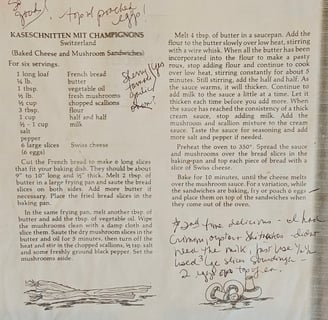 good!
top w/ poached
eggs!
KASESCHNITTEN MIT CHAMPIGNONS
Switzerland
(Baked Cheese and Mushroom Sandwiches)
For six servings.
1 long loaf French bread
¼ lb. butter
1 tbsp. vegetable oil
½ lb. fresh mushrooms
½ cup chopped scallions
3 tbsp. flour
1 cup half and half
½ - 1 cup milk
salt
pepper
6 large slices Swiss cheese
(6 eggs)
Cut the French bread to make 6 long slices
that fit your baking dish. They should be about
9" to 10" long and ½" thick. Melt 2 tbsp. of
butter in a large frying pan and saute the bread
slices on both sides. Add more butter if
necessary. Place the fried bread slices in the
baking pan.
In the same frying pan, melt another tbsp. of
butter and add the tbsp. of vegetable oil. Wipe
the mushrooms clean with a damp cloth and
slice them. Saute the dry mushroom slices in the
butter and oil for 3 minutes, then turn off the
heat and stir in the chopped scallions, ½ tsp. salt
and some freshly ground black pepper. Set the
mushrooms aside.
Melt 4 tbsp. of butter in a saucepan. Add the
flour to the butter slowly over low heat, stirring
with a wire whisk. When all the butter has been
incorporated into the flour to make a pasty
roux, stop adding flour and continue to cook
over low heat, stirring constantly for about 5
minutes. Still stirring, add the half and half. As
the sauce warms, it will thicken. Continue to
add milk to the sauce a little at a time. Let it
thicken each time before you add more. When
the sauce has reached the consistency of a thick
cream sauce, stop adding milk. Add the
mushrooms and scallion mixture to the cream
sauce. Taste the sauce for seasoning and add
more salt and pepper if needed.
Preheat the oven to 350°. Spread the sauce
and mushrooms over the bread slices in the
baking-pan and top each piece of bread with a
slice of Swiss cheese.
Bake for 10 minutes, until the cheese melts
over the mushroom sauce. For a variation, while
the sandwiches are baking, fry or poach 6 eggs
and place them on top of the sandwiches when
they come out of the oven.
delicious
didnt
need the milk, just use
used 3 lge slices
2 eggs